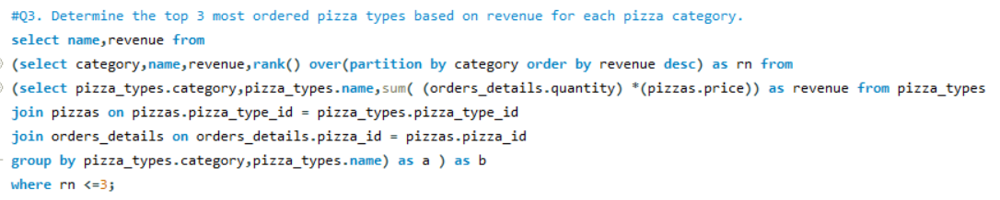 #Q3. Determine the top 3 most ordered pizza types based on revenue for each pizza category.
select name,revenue from
(select category,name,revenue,rank() over(partition by category order by revenue desc) as rn from
(select pizza_types.category,pizza_types.name,sum( (orders_details.quantity) *(pizzas.price)) as revenue from pizza_types
join pizzas on pizzas.pizza_type_id = pizza_types.pizza_type_id
join orders_details on orders_details.pizza_id = pizzas.pizza_id
group by pizza_types.category,pizza_types.name) as a ) as b
where rn <=3;